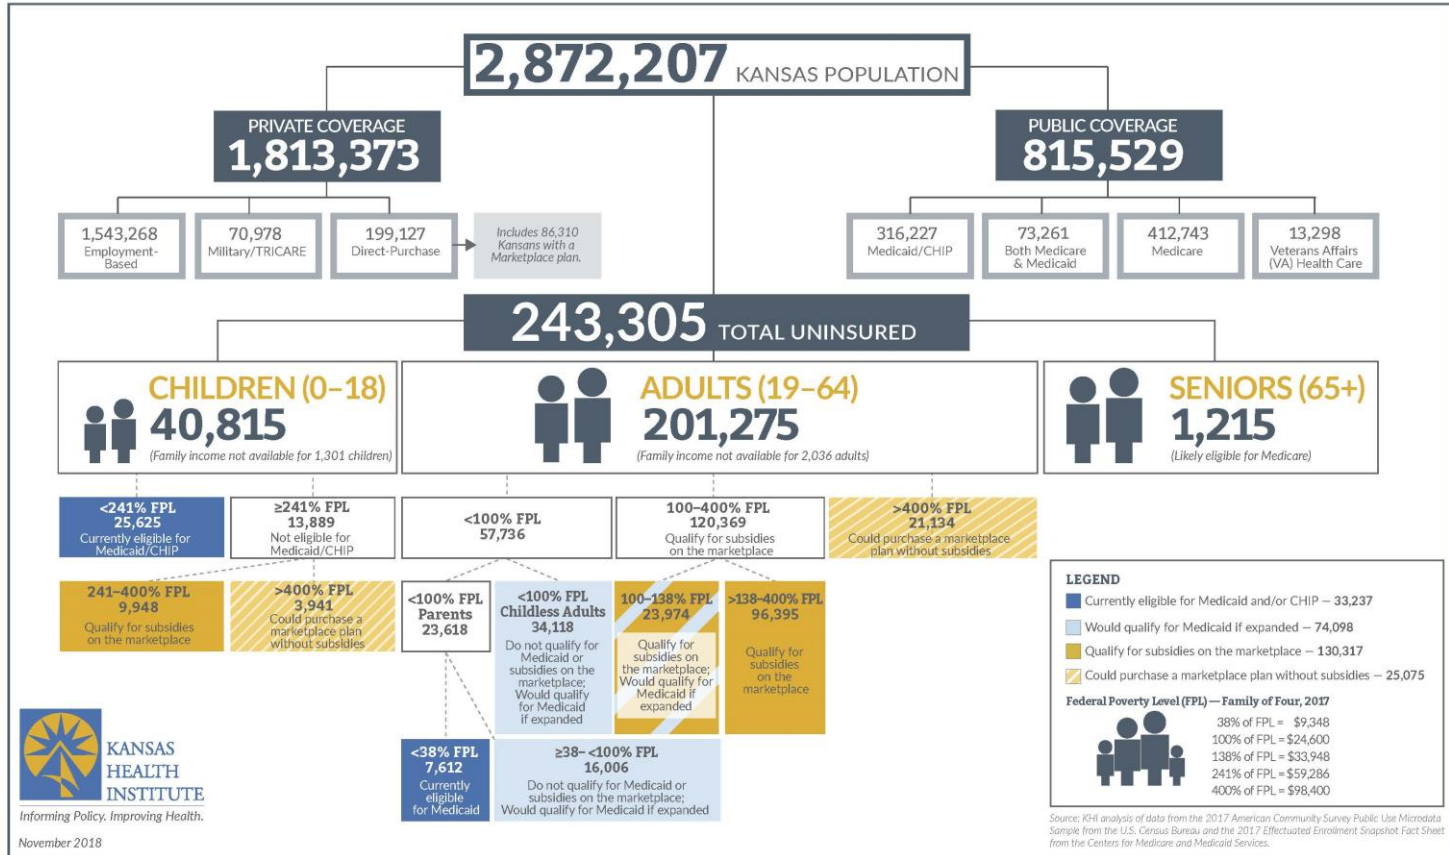 2,872,207 KANSAS POPULATION
PRIVATE COVERAGE
1,813,373
PUBLIC COVERAGE
815,529
1,543,268
Employment-
Based
70,978
Military/TRICARE
199,127
Direct-Purchase
Includes 86,310
Kansans with a
Marketplace plan.
316,227
Medicaid/CHIP
73,261
Both Medicare
& Medicaid
412,743
Medicare
13,298
Veterans Affairs
(VA) Health Care
243,305 TOTAL UNINSURED
CHILDREN (0–18)
40,815
(Family income not available for 1,301 children)
ADULTS (19–64)
201,275
(Family income not available for 2,036 adults)
SENIORS (65+)
1,215
(Likely eligible for Medicare)
<241% FPL
25,625
Currently eligible for
Medicaid/CHIP
≥241% FPL
13,889
Not eligible for
Medicaid/CHIP
<100% FPL
57,736
100–400% FPL
120,369
Qualify for subsidies
on the marketplace
>400% FPL
21,134
Could purchase a marketplace
plan without subsidies
241–400% FPL
9,948
Qualify for subsidies
on the marketplace
>400% FPL
3,941
Could purchase a
marketplace plan
without subsidies
<100% FPL
Parents
23,618
<100% FPL
Childless Adults
34,118
Do not qualify for
Medicaid or
subsidies on the
marketplace;
Would qualify
for Medicaid
if expanded
100–138% FPL
23,974
Qualify for
subsidies on
the marketplace;
Would qualify for
Medicaid if
expanded
>138–400% FPL
96,395
Qualify for
subsidies
on the
marketplace
<38% FPL
7,612
Currently
eligible
for Medicaid
≥38– <100% FPL
16,006
Do not qualify for Medicaid or
subsidies on the marketplace;
Would qualify for Medicaid if expanded
LEGEND
Currently eligible for Medicaid and/or CHIP – 33,237
Would qualify for Medicaid if expanded – 74,098
Qualify for subsidies on the marketplace – 130,317
Could purchase a marketplace plan without subsidies – 25,075
Federal Poverty Level (FPL) — Family of Four, 2017
38% of FPL = $9,348
100% of FPL = $24,600
138% of FPL = $33,948
241% of FPL = $59,286
400% of FPL = $98,400
KANSAS
HEALTH
INSTITUTE
Informing Policy. Improving Health.
November 2018
Source: KHI analysis of data from the 2017 American Community Survey Public Use Microdata
Sample from the U.S. Census Bureau and the 2017 Effectuated Enrollment Snapshot Fact Sheet
from the Centers for Medicare and Medicaid Services.